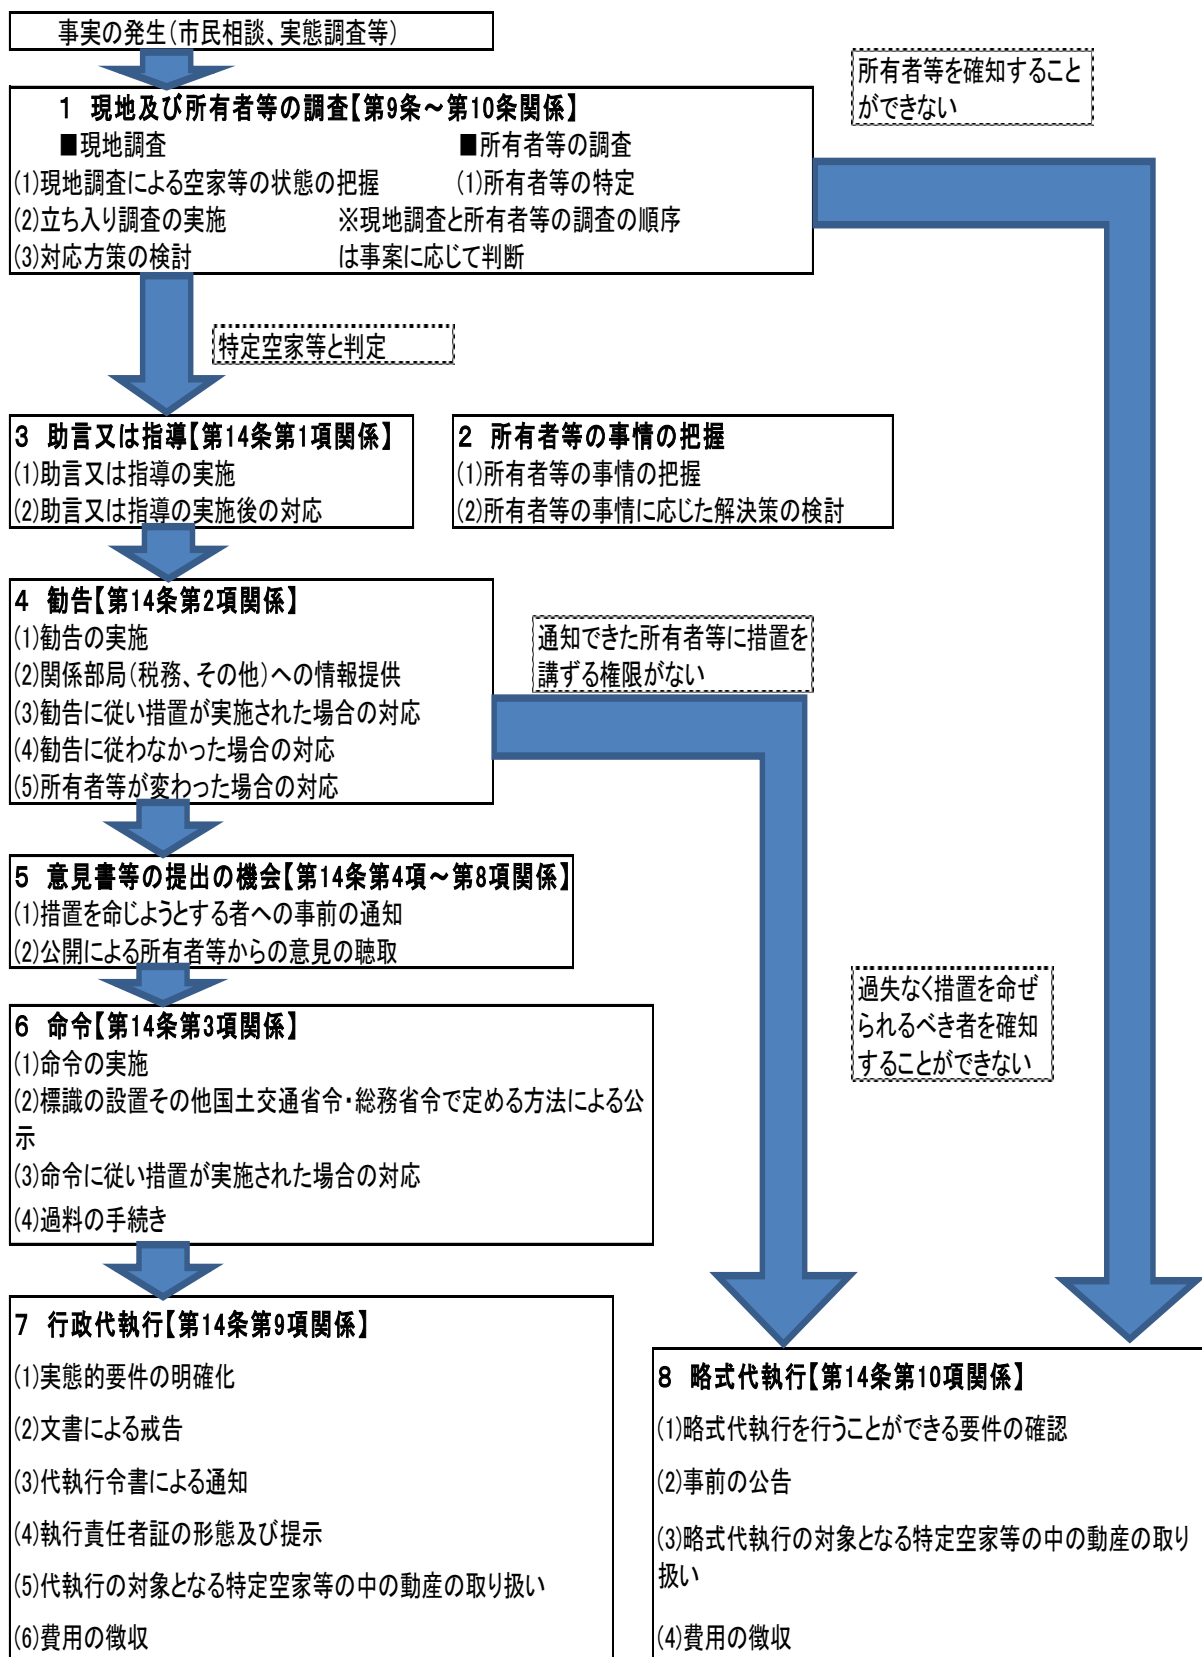 事実の発生(市民相談、実態調査等)
所有者等を確知すること
ができない
1 現地及び所有者等の調査【第9条~第10条関係】
■現地調査 ■所有者等の調査
(1)現地調査による空家等の状態の把握 (1)所有者等の特定
(2)立ち入り調査の実施 ※現地調査と所有者等の調査の順序
(3)対応方策の検討 は事案に応じて判断
特定空家等と判定
3 助言又は指導【第14条第1項関係】
(1)助言又は指導の実施
(2)助言又は指導の実施後の対応
2 所有者等の事情の把握
(1)所有者等の事情の把握
(2)所有者等の事情に応じた解決策の検討
4 勧告【第14条第2項関係】
(1)勧告の実施
(2)関係部局(税務、その他)への情報提供
(3)勧告に従い措置が実施された場合の対応
(4)勧告に従わなかった場合の対応
(5)所有者等が変わった場合の対応
通知できた所有者等に措置を
講ずる権限がない
5 意見書等の提出の機会【第14条第4項~第8項関係】
(1)措置を命じようとする者への事前の通知
(2)公開による所有者等からの意見の聴取
過失なく措置を命ぜ
られるべき者を確知
することができない
6 命令【第14条第3項関係】
(1)命令の実施
(2)標識の設置その他国土交通省令・総務省令で定める方法による公
示
(3)命令に従い措置が実施された場合の対応
(4)過料の手続き
7 行政代執行【第14条第9項関係】
(1)実態的要件の明確化
(2)文書による戒告
(3)代執行令書による通知
(4)執行責任者証の形態及び提示
(5)代執行の対象となる特定空家等の中の動産の取り扱い
(6)費用の徴収
8 略式代執行【第14条第10項関係】
(1)略式代執行を行うことができる要件の確認
(2)事前の公告
(3)略式代執行の対象となる特定空家等の中の動産の取り
扱い
(4)費用の徴収